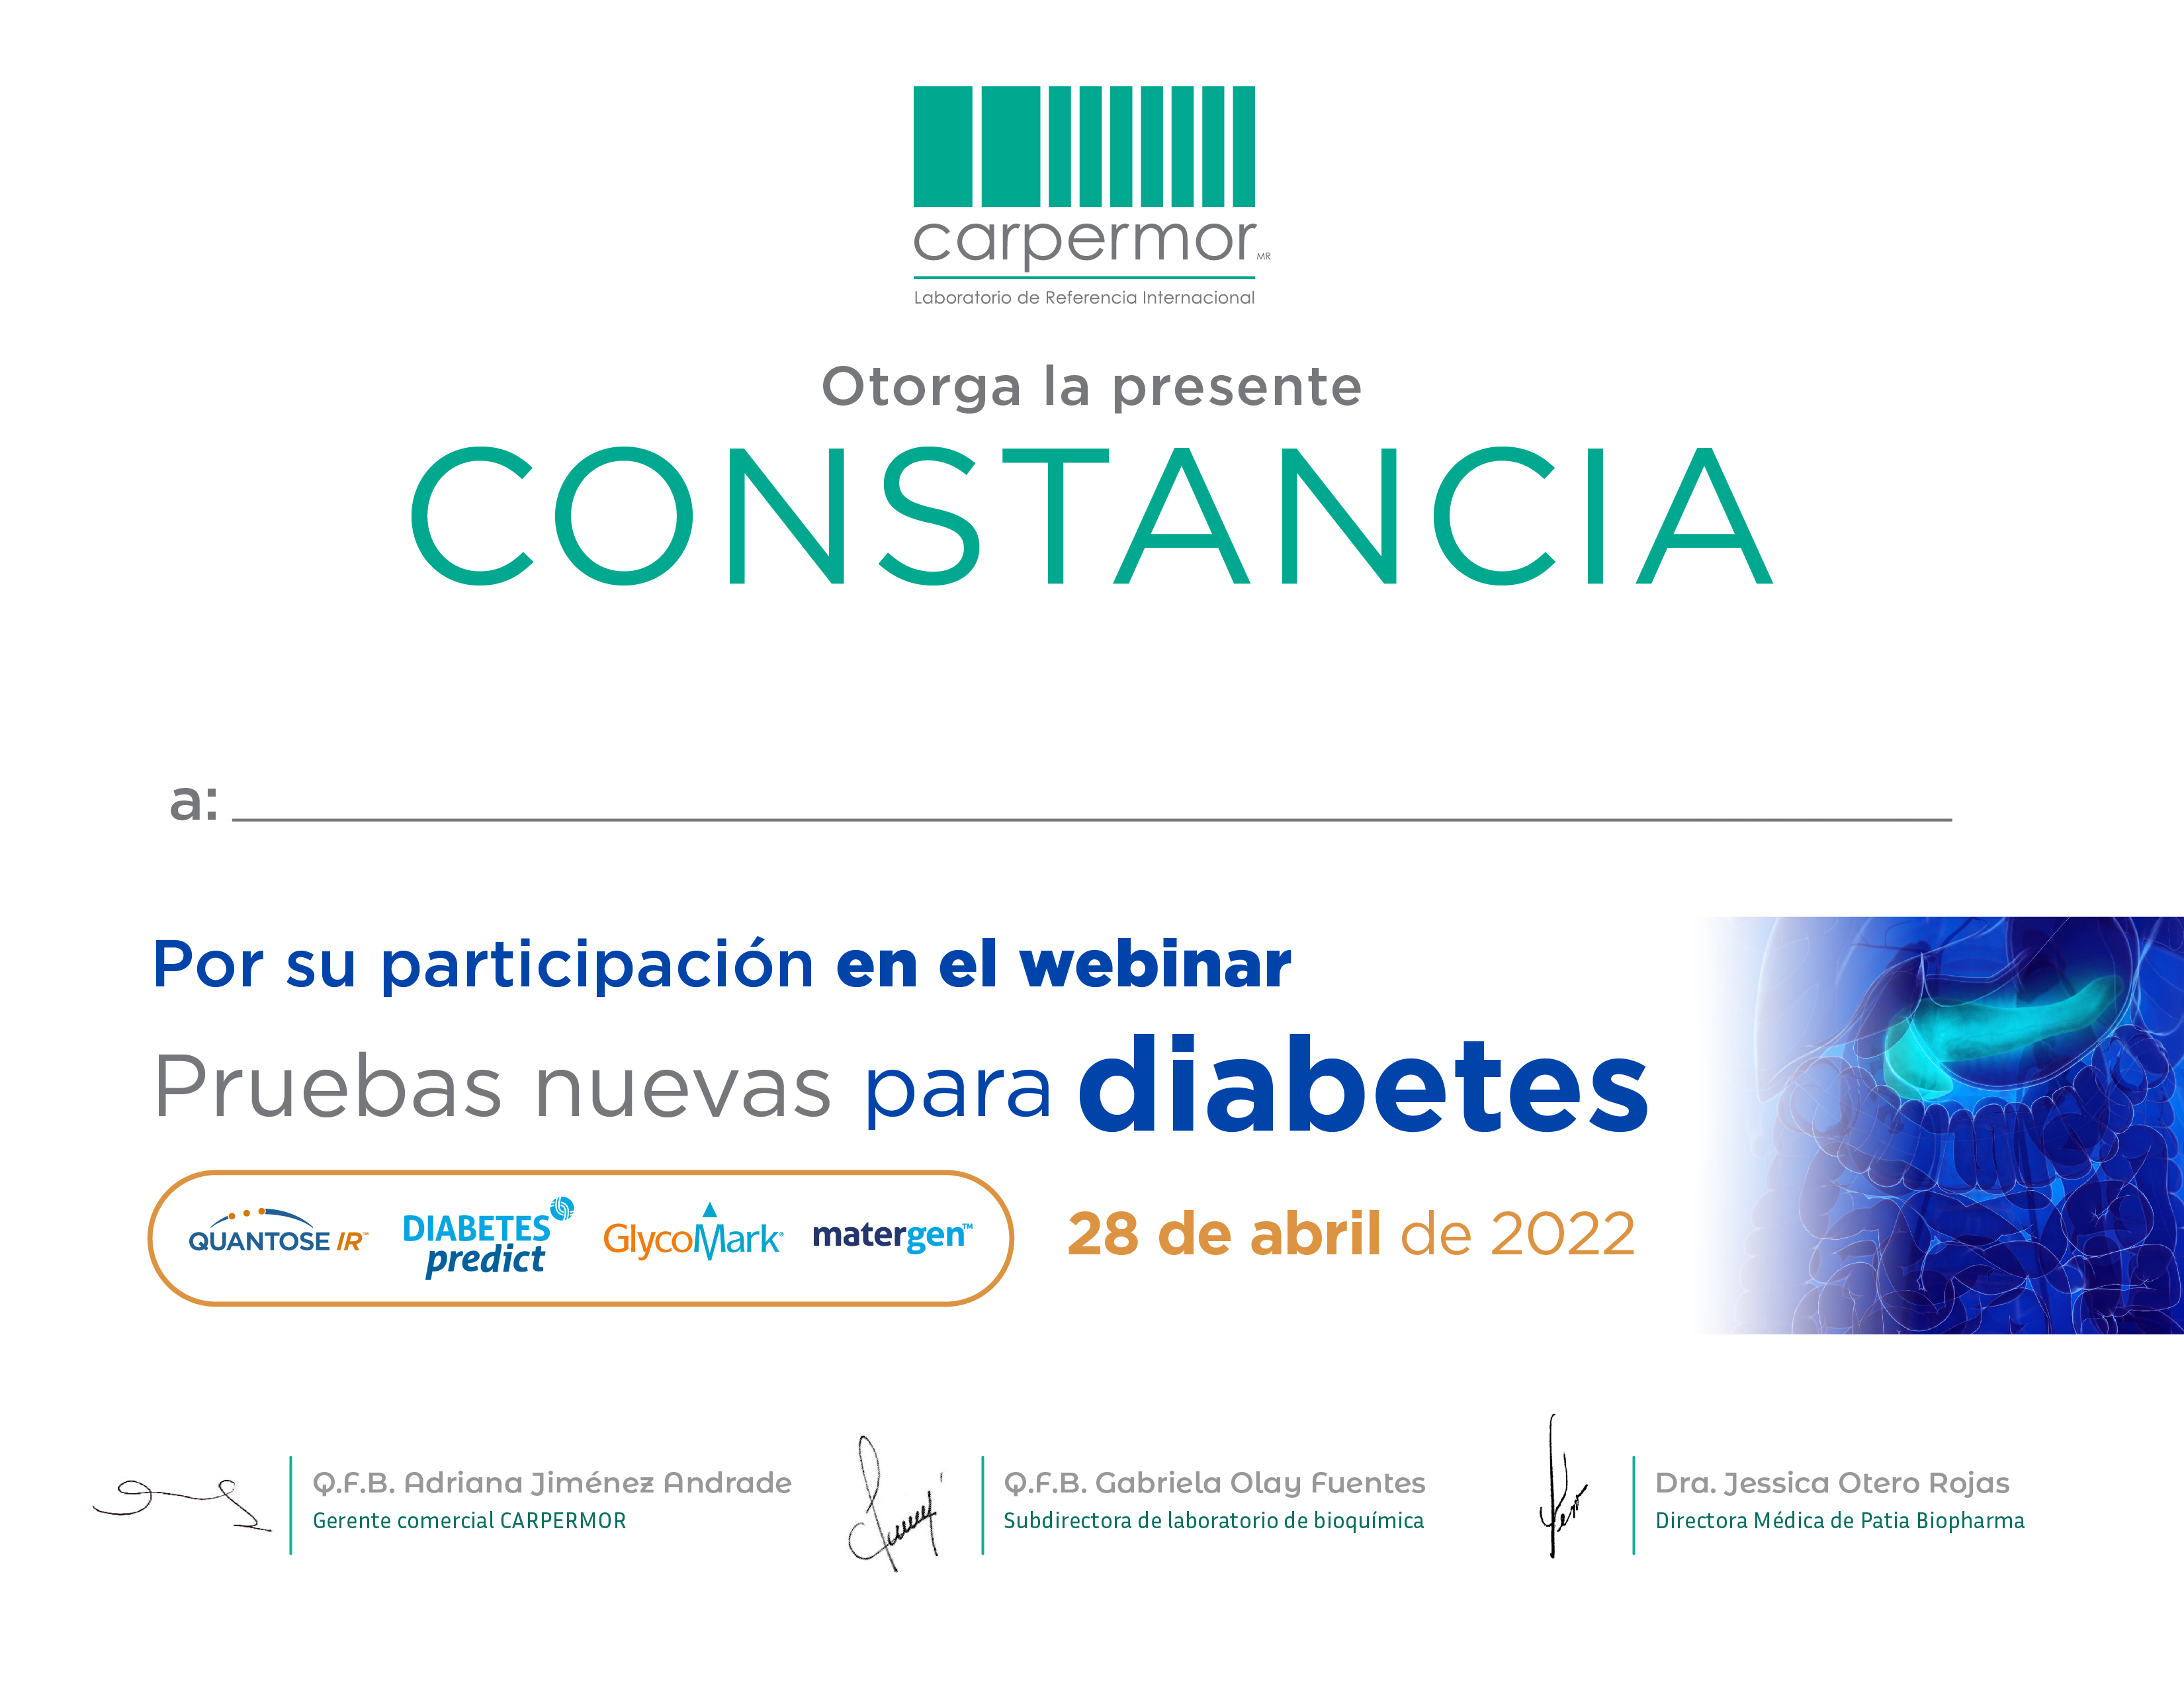 carpermor MR
Laboratorio de Referencia Internacional
Otorga la presente
CONSTANCIA
a:
Por su participación en el webinar
Pruebas nuevas para diabetes
QUANTOSE IR™
DIABETES predict
GlycoMark®
matergen™
28 de abril de 2022
Q.F.B. Adriana Jiménez Andrade
Gerente comercial CARPERMOR
Q.F.B. Gabriela Olay Fuentes
Subdirectora de laboratorio de bioquímica
Dra. Jessica Otero Rojas
Directora Médica de Patia Biopharma